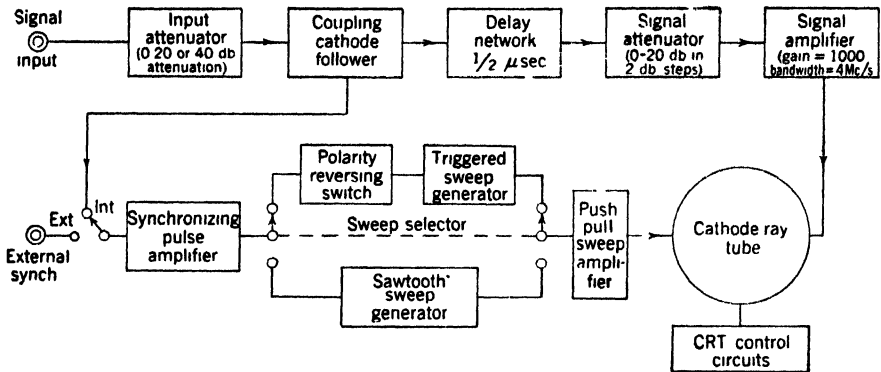 Signal
input
Input
attenuator
(0 20 or 40 db
attenuation)
Coupling
cathode
follower
Delay
network
1/2 μsec
Signal
attenuator
(0-20 db in
2 db steps)
Signal
amplifier
(gain = 1000
bandwidth = 4Mc/s
Polarity
reversing
switch
Triggered
sweep
generator
Ext
Int
External
synch
Synchronizing
pulse
amplifier
Sweep selector
Sawtooth
sweep
generator
Push
pull
sweep
ampli-
fier
Cathode ray
tube
CRT control
circuits